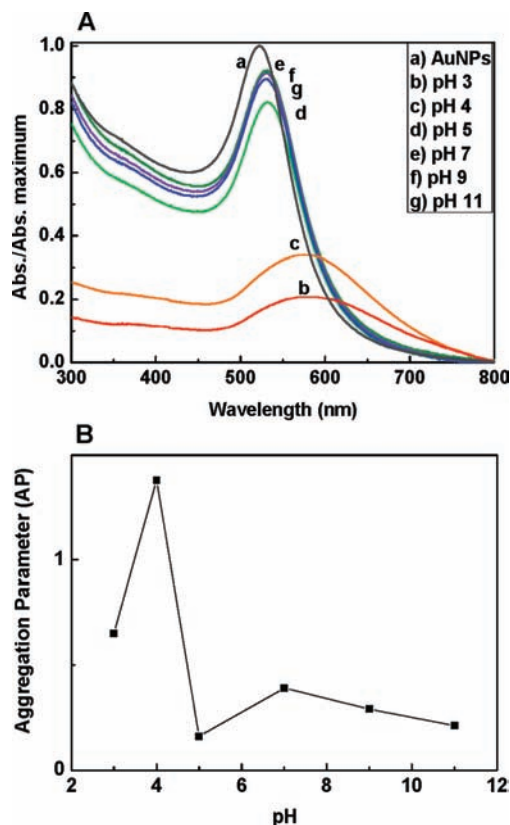 A
a) AuNPs
b) pH 3
c) pH 4
d) pH 5
e) pH 7
f) pH 9
g) pH 11
a
e
f
g
d
c
b
1.0
0.8
0.6
0.4
0.2
0.0
Abs./Abs. maximum
300 400 500 600 700 800
Wavelength (nm)
B
1
0
Aggregation Parameter (AP)
2 4 6 8 10 12
pH